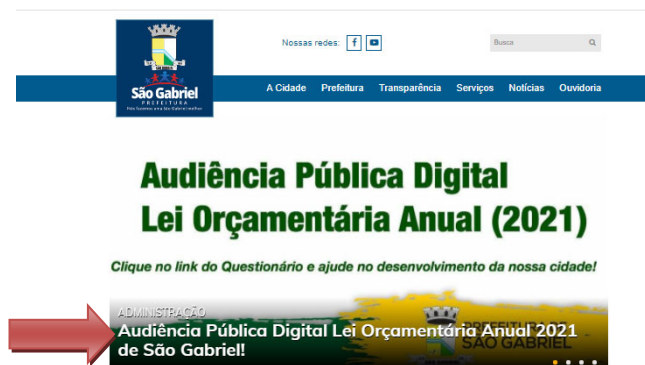 Nossas redes:
Busca
São Gabriel
PREFEITURA
A Cidade Prefeitura Transparência Serviços Notícias Ouvidoria
Audiência Pública Digital
Lei Orçamentária Anual (2021)
Clique no link do Questionário e ajude no desenvolvimento da nossa cidade!
ADMINISTRAÇÃO
Audiência Pública Digital Lei Orçamentária Anual 2021
de São Gabriel!
PREFEITURA DE
SÃO GABRIEL